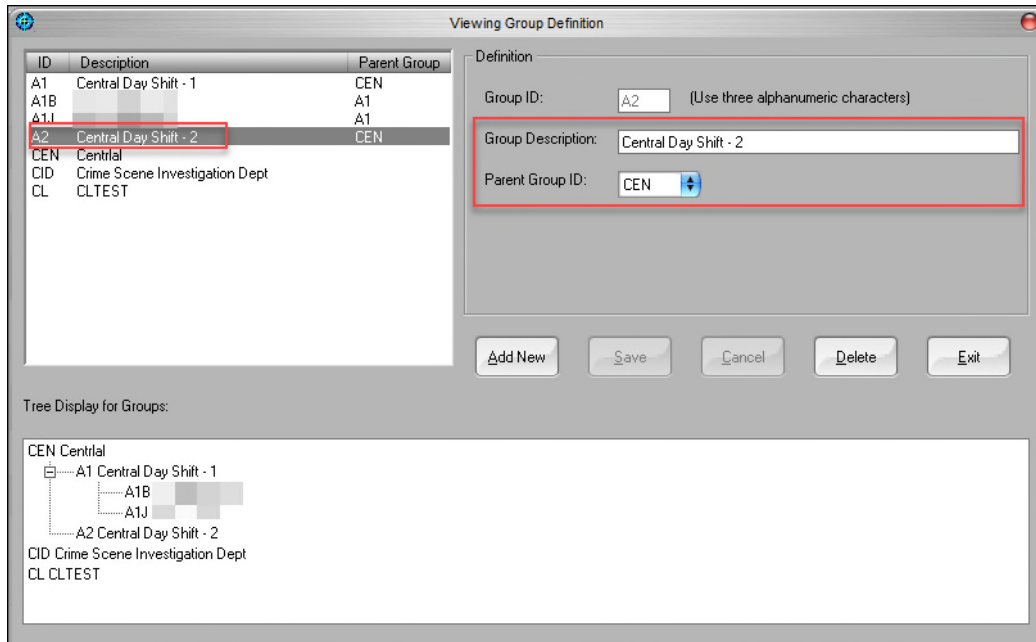 Viewing Group Definition
ID Description Parent Group
A1 Central Day Shift - 1 CEN
A1B A1
A1J A1
A2 Central Day Shift - 2 CEN
CEN Centrlal
CID Crime Scene Investigation Dept
CL CLTEST
Definition
Group ID: A2 (Use three alphanumeric characters)
Group Description: Central Day Shift - 2
Parent Group ID: CEN
Add New Save Cancel Delete Exit
Tree Display for Groups:
CEN Centrlal
A1 Central Day Shift - 1
A1B
A1J
A2 Central Day Shift - 2
CID Crime Scene Investigation Dept
CL CLTEST